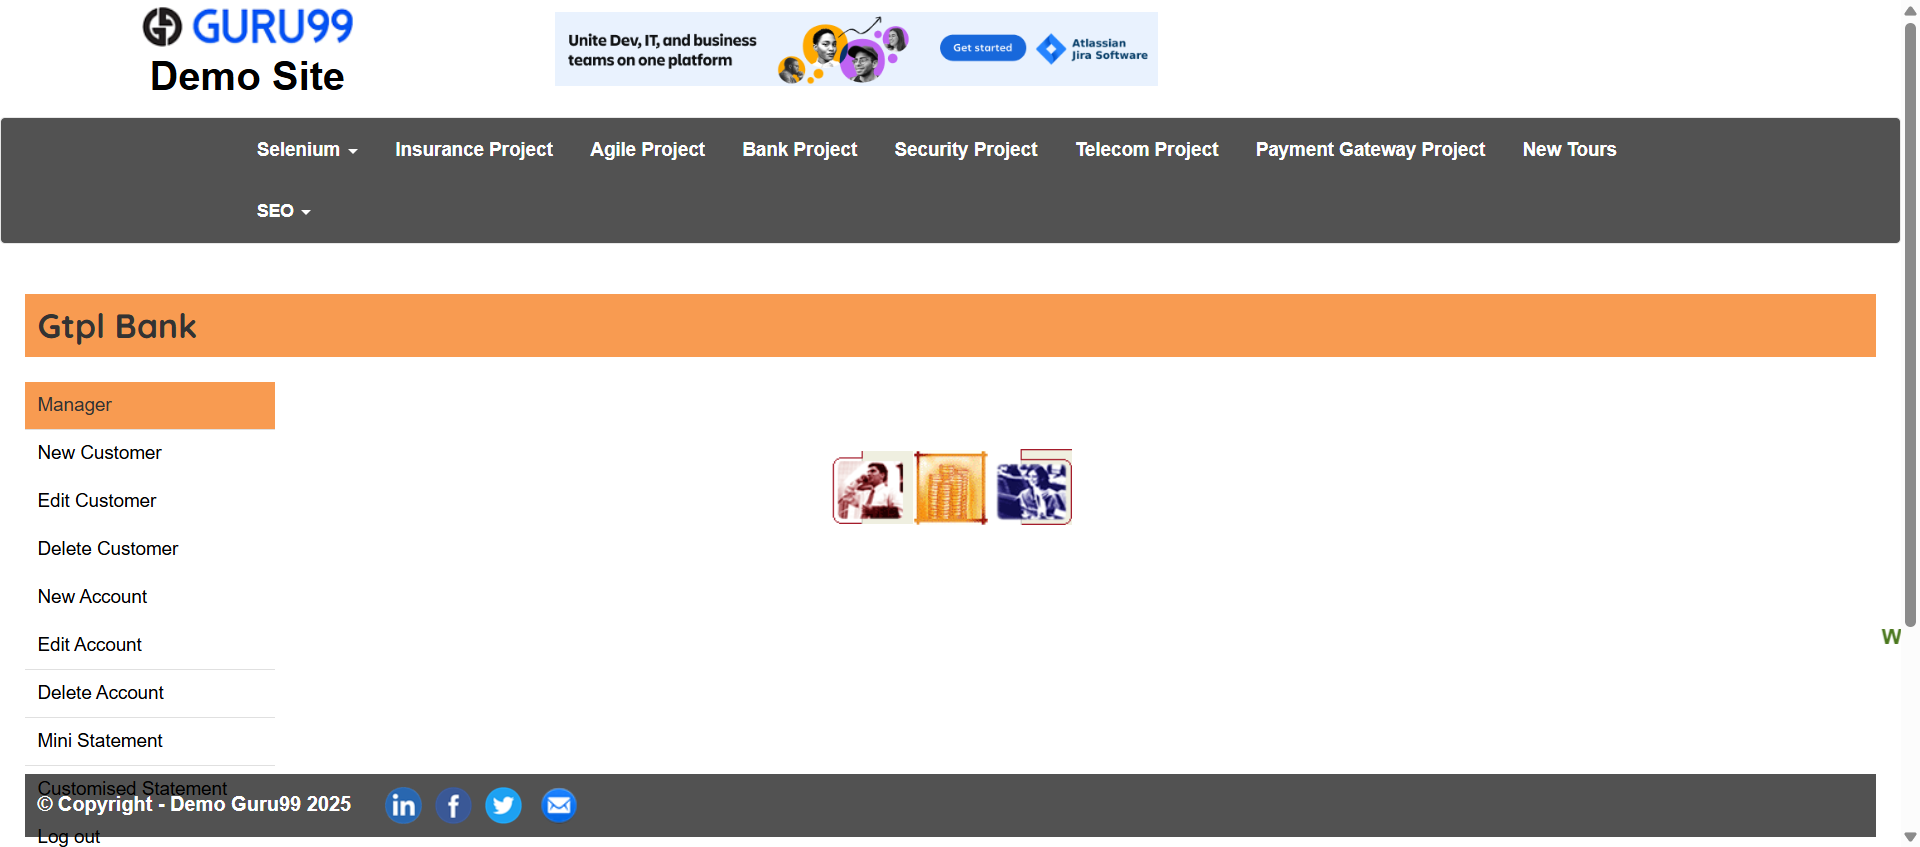 GURU99
Demo Site
Unite Dev, IT, and business
teams on one platform
Get started
Atlassian
Jira Software
Selenium
Insurance Project
Agile Project
Bank Project
Security Project
Telecom Project
Payment Gateway Project
New Tours
SEO
Gtpl Bank
Manager
New Customer
Edit Customer
Delete Customer
New Account
Edit Account
W
Delete Account
Mini Statement
Customised Statement
© Copyright - Demo Guru99 2025
Log out